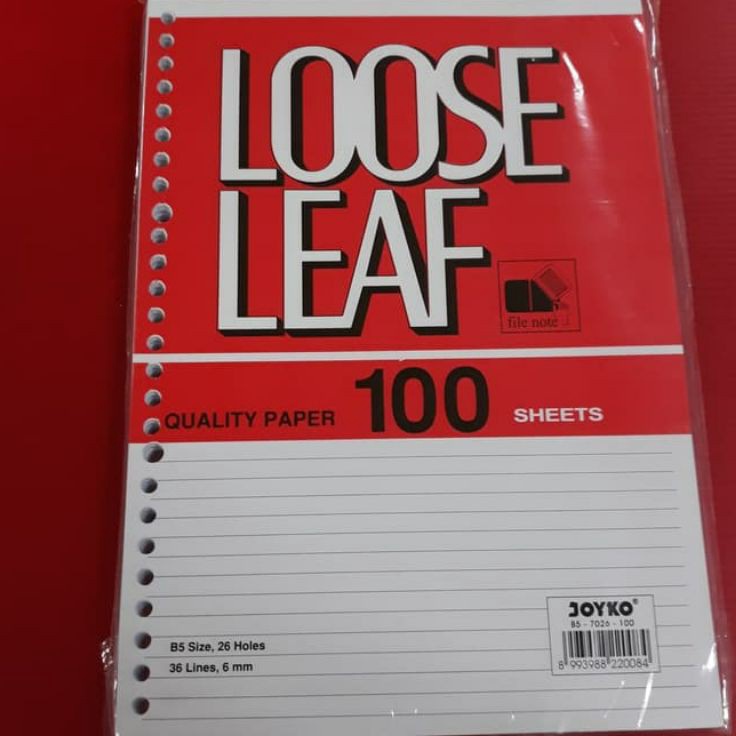 LOOSE
LEAF
file note
QUALITY PAPER 100 SHEETS
B5 Size, 26 Holes
36 Lines, 6 mm
JOYKO®
B5 - 7026 - 100
8 993988 220084